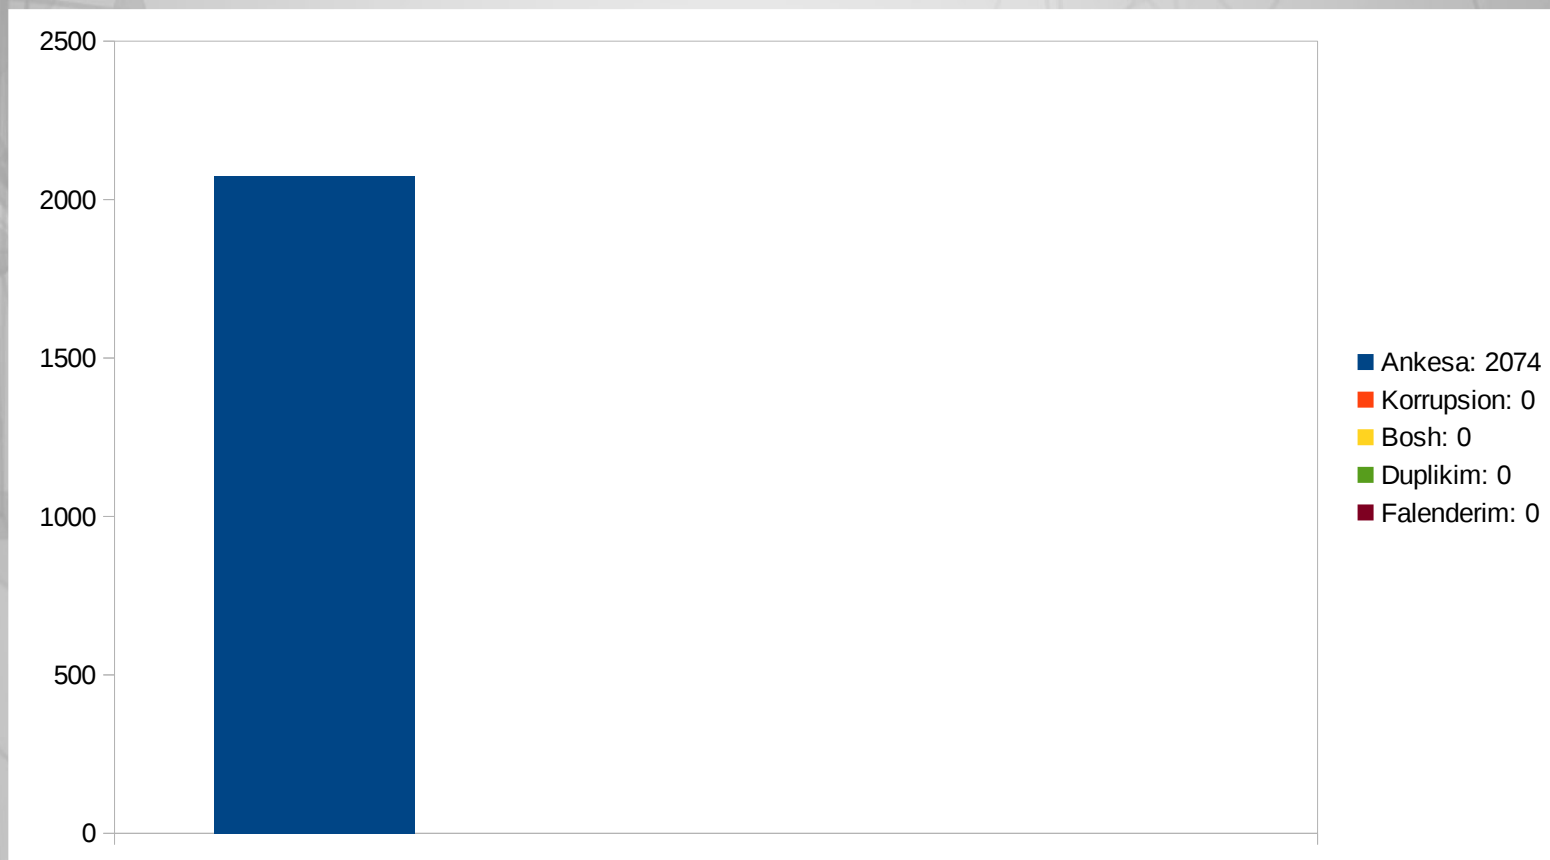 2500
2000
1500
1000
500
0
Ankesa: 2074
Korrupsion: 0
Bosh: 0
Duplikim: 0
Falenderim: 0